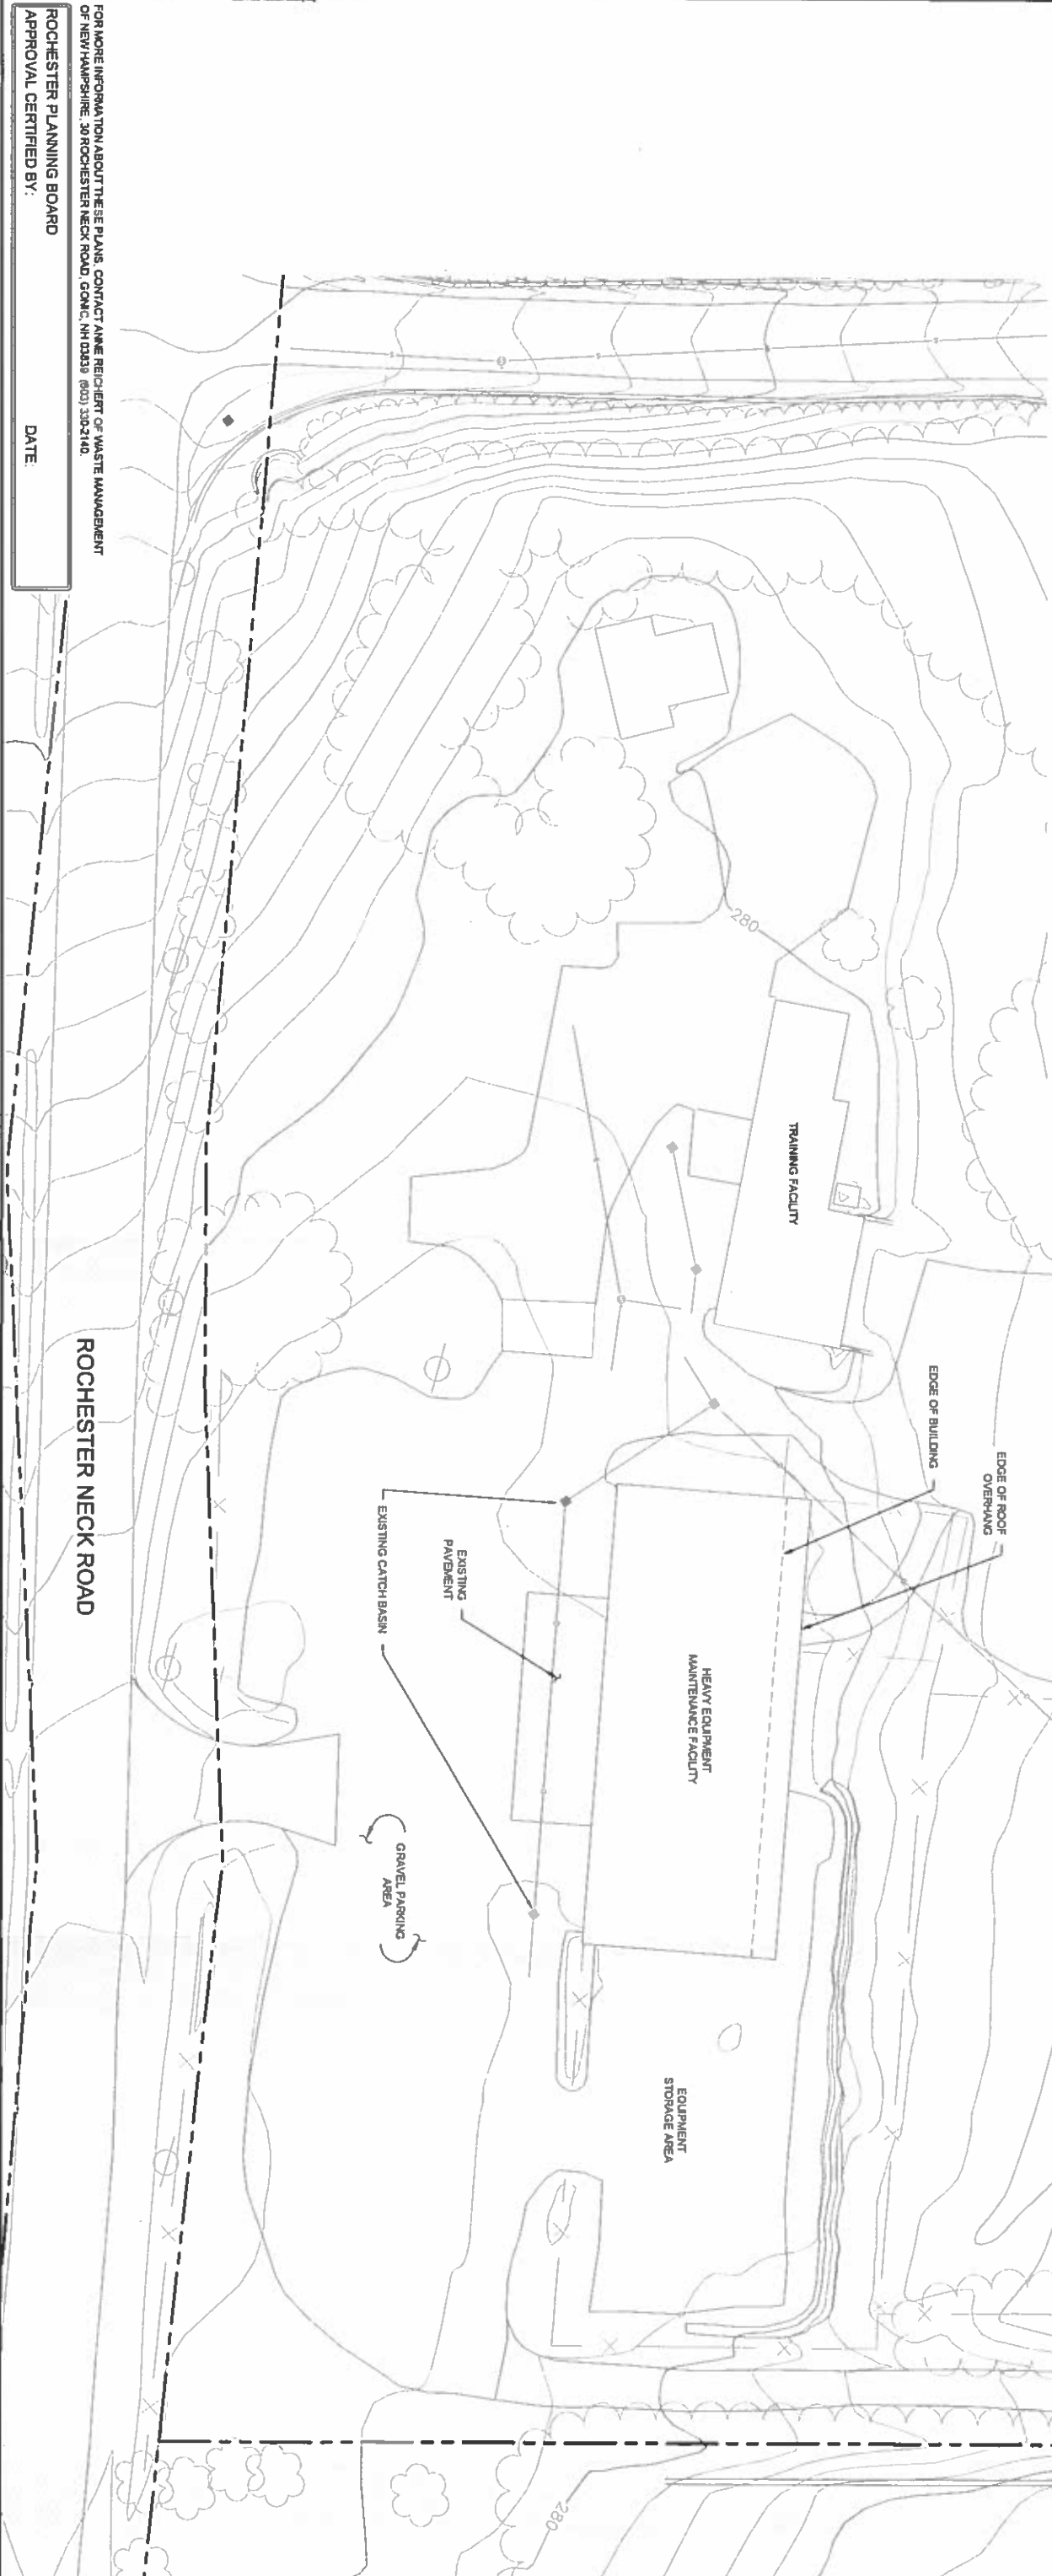 280
TRAINING FACILITY
EDGE OF BUILDING
EDGE OF ROOF
OVERHANG
HEAVY EQUIPMENT
MAINTENANCE FACILITY
EXISTING
PAVEMENT
EXISTING CATCH BASIN
GRAVEL PARKING
AREA
EQUIPMENT
STORAGE AREA
280
ROCHESTER NECK ROAD
FOR MORE INFORMATION ABOUT THESE PLANS, CONTACT ANNE REICHERT OF WASTE MANAGEMENT
OF NEW HAMPSHIRE, 30 ROCHESTER NECK ROAD, GONIC, NH 03839 (603) 330-2140.
ROCHESTER PLANNING BOARD
APPROVAL CERTIFIED BY:
DATE: